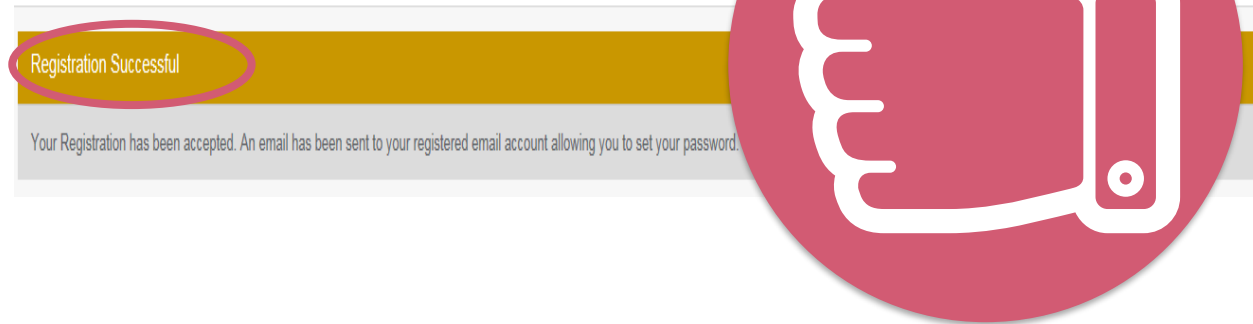 Registration Successful
Your Registration has been accepted. An email has been sent to your registered email account allowing you to set your password.